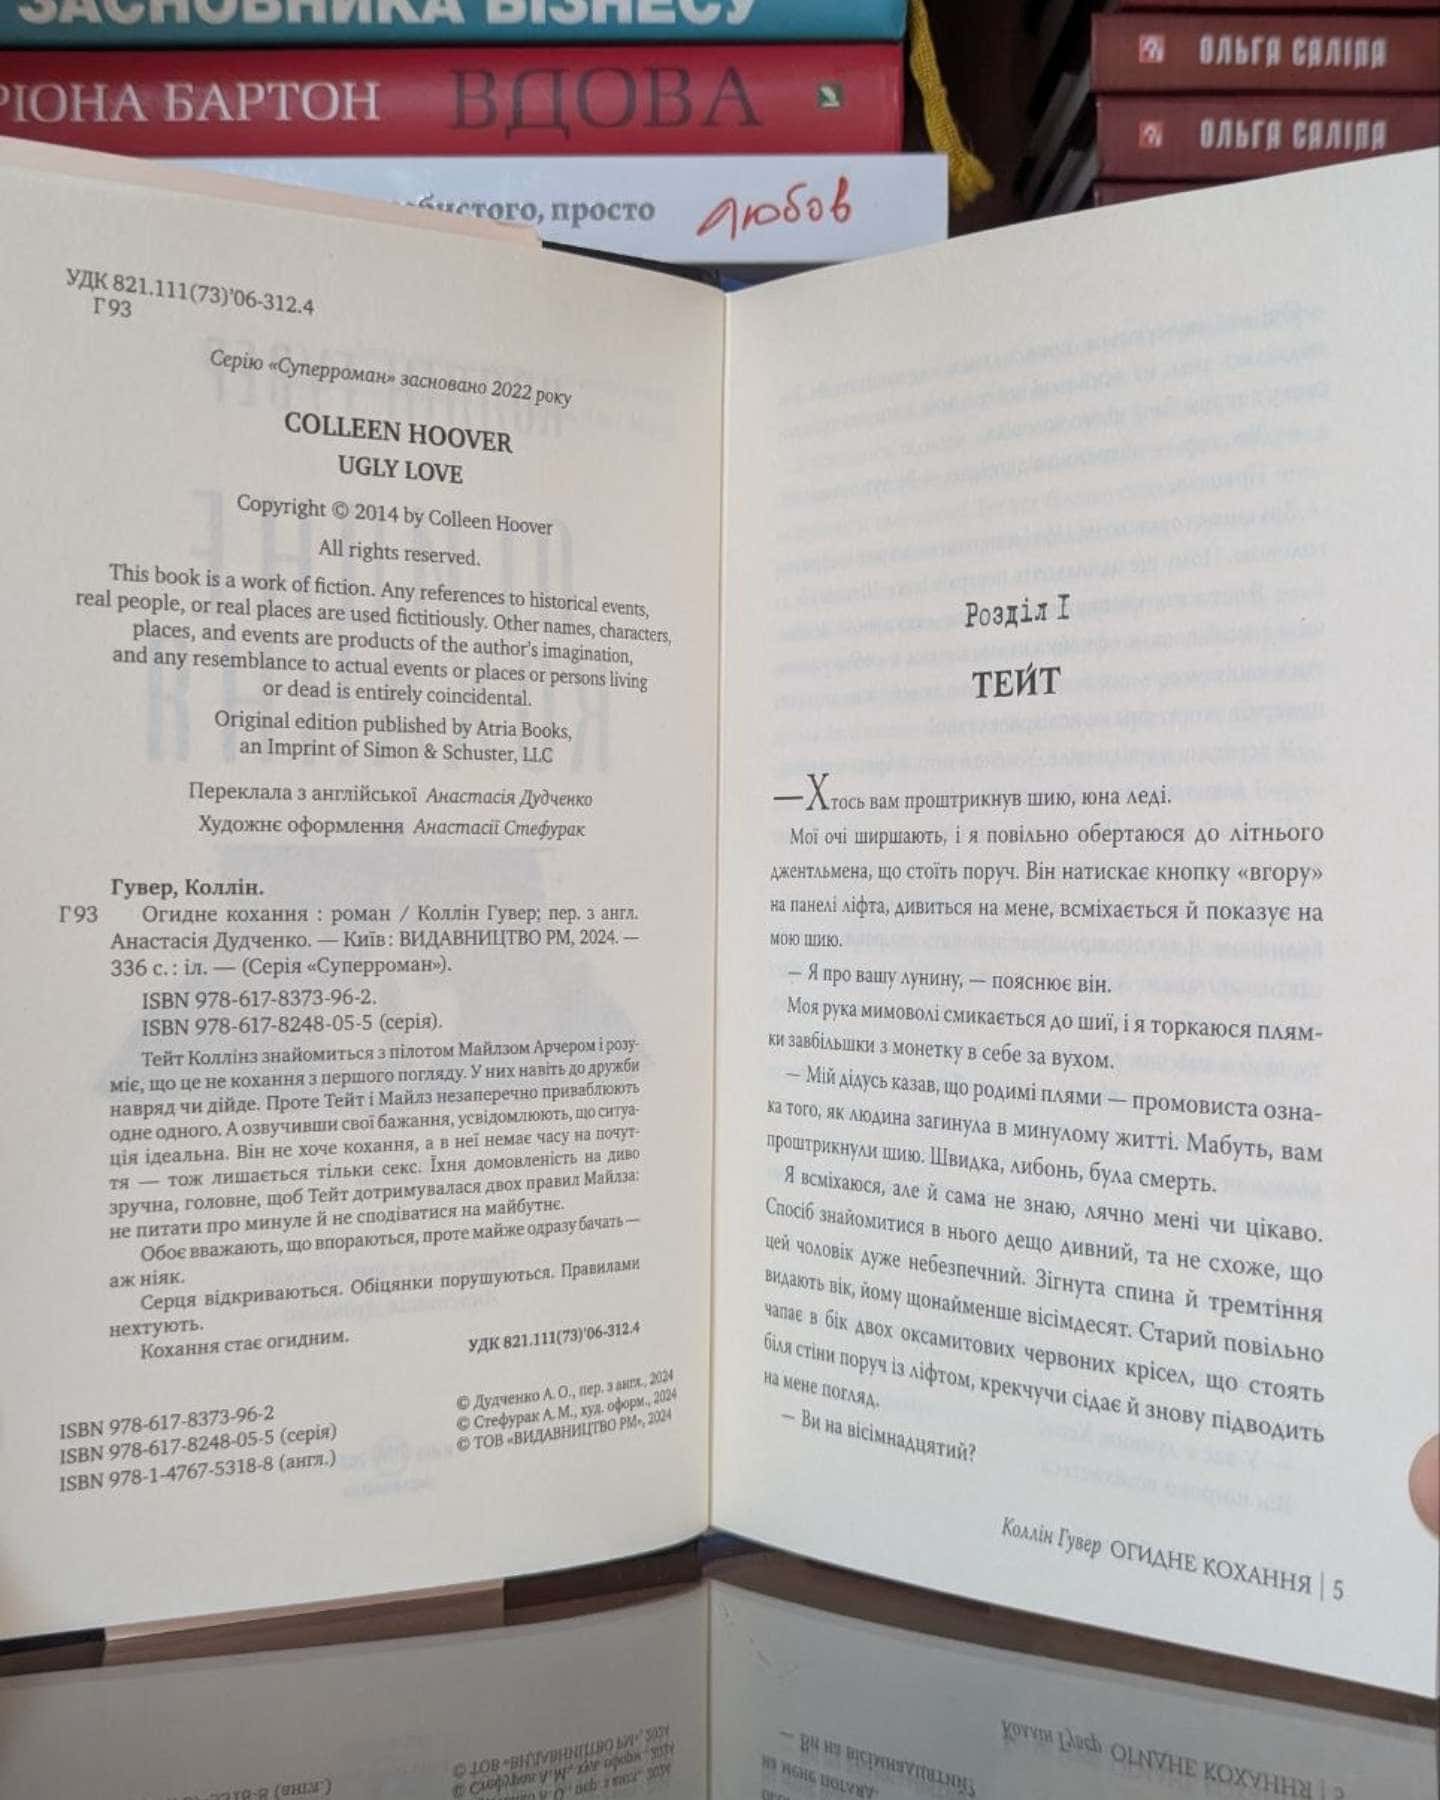 ЗАСНОВНИКА БІЗНЕСУ
РІОНА БАРТОН ВДОВА
ОЛЬГА САЛІПА
ОЛЬГА САЛІПА
просто любов
УДК 821.111(73)’06-312.4
Г93
Серію «Суперроман» засновано 2022 року
COLLEEN HOOVER
UGLY LOVE
Copyright © 2014 by Colleen Hoover
All rights reserved.
This book is a work of fiction. Any references to historical events,
real people, or real places are used fictitiously. Other names, characters,
places, and events are products of the author's imagination,
and any resemblance to actual events or places or persons living
or dead is entirely coincidental.
Original edition published by Atria Books,
an Imprint of Simon & Schuster, LLC
Переклала з англійської Анастасія Дудченко
Художнє оформлення Анастасії Стефурак
Гувер, Коллін.
Г93 Огидне кохання : роман / Коллін Гувер; пер. з англ.
Анастасія Дудченко. — Київ : ВИДАВНИЦТВО РМ, 2024. —
336 с. : іл. — (Серія «Суперроман»).
ISBN 978-617-8373-96-2.
ISBN 978-617-8248-05-5 (серія).
Тейт Коллінз знайомиться з пілотом Майлзом Арчером і розу-
міє, що це не кохання з першого погляду. У них навіть до дружби
навряд чи дійде. Проте Тейт і Майлз незаперечно приваблюють
одне одного. А озвучивши свої бажання, усвідомлюють, що ситуа-
ція ідеальна. Він не хоче кохання, а в неї немає часу на почут-
тя — тож лишається тільки секс. Їхня домовленість на диво
зручна, головне, щоб Тейт дотримувалася двох правил Майлза:
не питати про минуле й не сподіватися на майбутнє.
Обоє вважають, що впораються, проте майже одразу бачать —
аж ніяк.
Серця відкриваються. Обіцянки порушуються. Правилами
нехтують.
Кохання стає огидним.
УДК 821.111(73)’06-312.4
© Дудченко А. О., пер. з англ., 2024
© Стефурак А. М., худ. оформ., 2024
© ТОВ «ВИДАВНИЦТВО РМ», 2024
ISBN 978-617-8373-96-2
ISBN 978-617-8248-05-5 (серія)
ISBN 978-1-4767-5318-8 (англ.)
Розділ 1
ТЕЙТ
—Хтось вам проштрикнув шию, юна леді.
Мої очі ширшають, і я повільно обертаюся до літнього
джентльмена, що стоїть поруч. Він натискає кнопку «вгору»
на панелі ліфта, дивиться на мене, всміхається й показує на
мою шию.
— Я про вашу лунину, — пояснює він.
Моя рука мимоволі смикається до шиї, і я торкаюся плям-
ки завбільшки з монетку в себе за вухом.
— Мій дідусь казав, що родимі плями — промовиста озна-
ка того, як людина загинула в минулому житті. Мабуть, вам
проштрикнули шию. Швидка, либонь, була смерть.
Я всміхаюся, але й сама не знаю, лячно мені чи цікаво.
Спосіб знайомитися в нього дещо дивний, та не схоже, що
цей чоловік дуже небезпечний. Зігнута спина й тремтіння
видають вік, йому щонайменше вісімдесят. Старий повільно
чапає в бік двох оксамитових червоних крісел, що стоять
біля стіни поруч із ліфтом, крекчучи сідає й знову підводить
на мене погляд.
— Ви на вісімнадцятий?
Коллін Гувер ОГИДНЕ КОХАННЯ | 5